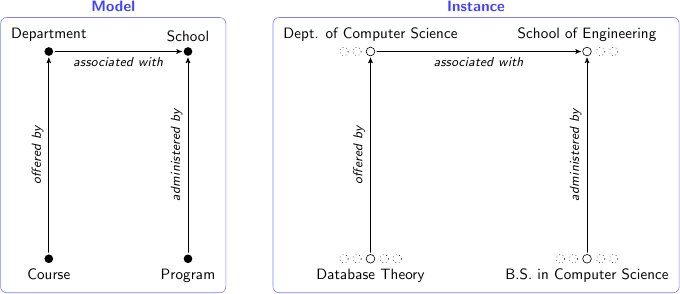 Model
Department
School
associated with
offered by
administered by
Course
Program
Instance
Dept. of Computer Science
School of Engineering
associated with
offered by
administered by
Database Theory
B.S. in Computer Science